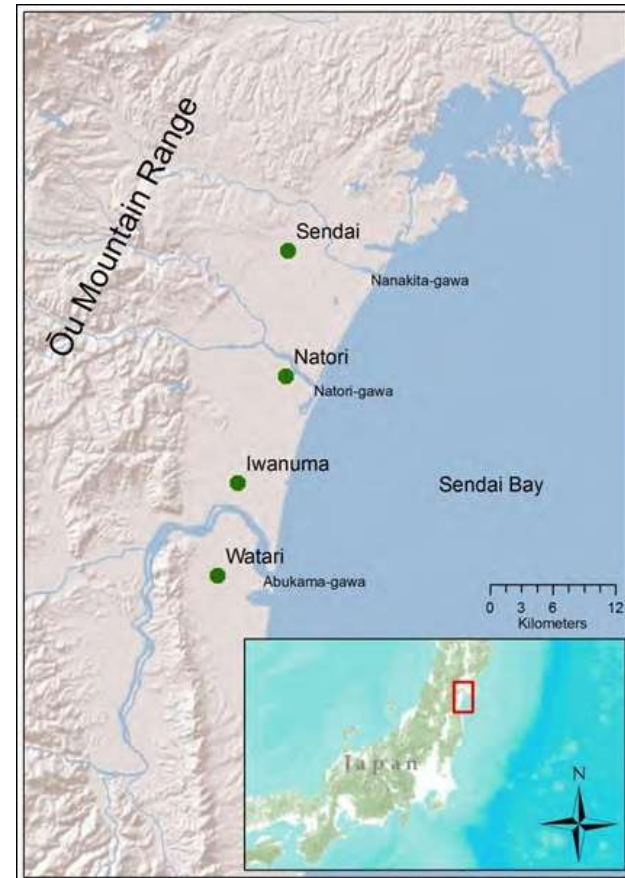 Ōu Mountain Range
Sendai
Nanakita-gawa
Natori
Natori-gawa
Iwanuma
Sendai Bay
Watari
Abukama-gawa
0 3 6 12
Kilometers
N
Japan